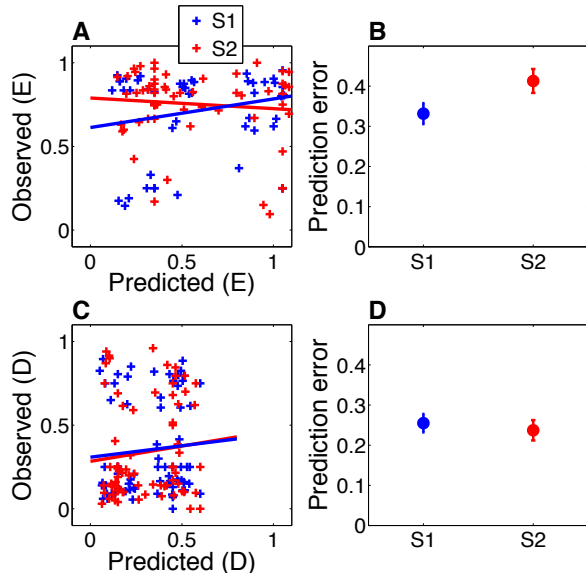 A
S1
S2
B
Observed (E)
1
0.5
0
0
0.5
1
Predicted (E)
Prediction error
0.4
0.3
0.2
0.1
0
S1
S2
C
D
Observed (D)
1
0.5
0
0
0.5
1
Predicted (D)
Prediction error
0.4
0.3
0.2
0.1
0
S1
S2